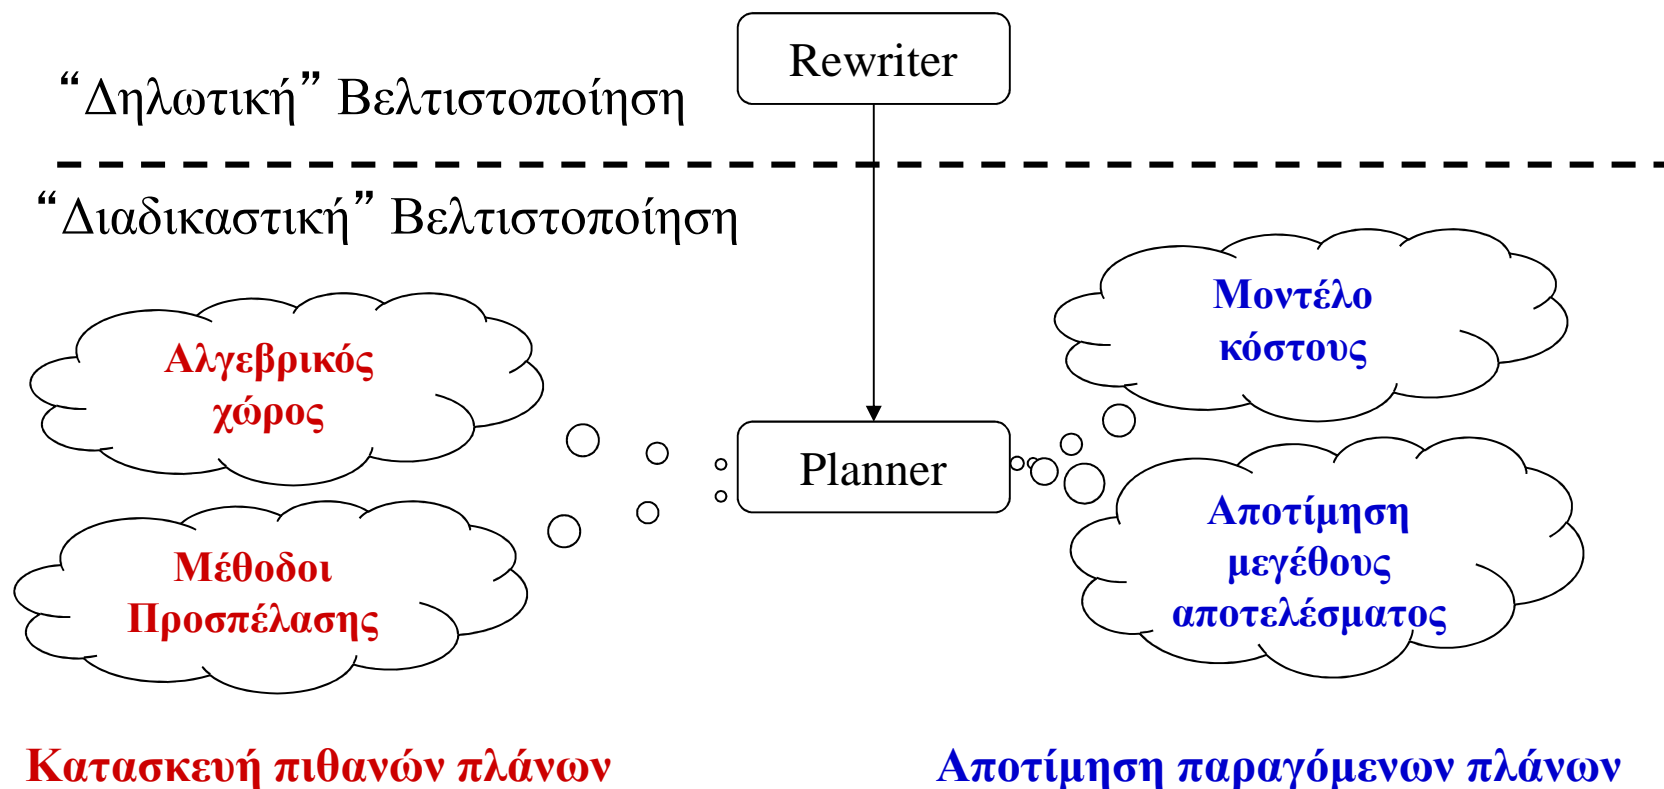 Rewriter
“Δηλωτική” Βελτιστοποίηση
“Διαδικαστική” Βελτιστοποίηση
Αλγεβρικός
χώρος
Μέθοδοι
Προσπέλασης
Planner
Μοντέλο
κόστους
Αποτίμηση
μεγέθους
αποτελέσματος
Κατασκευή πιθανών πλάνων
Αποτίμηση παραγόμενων πλάνων